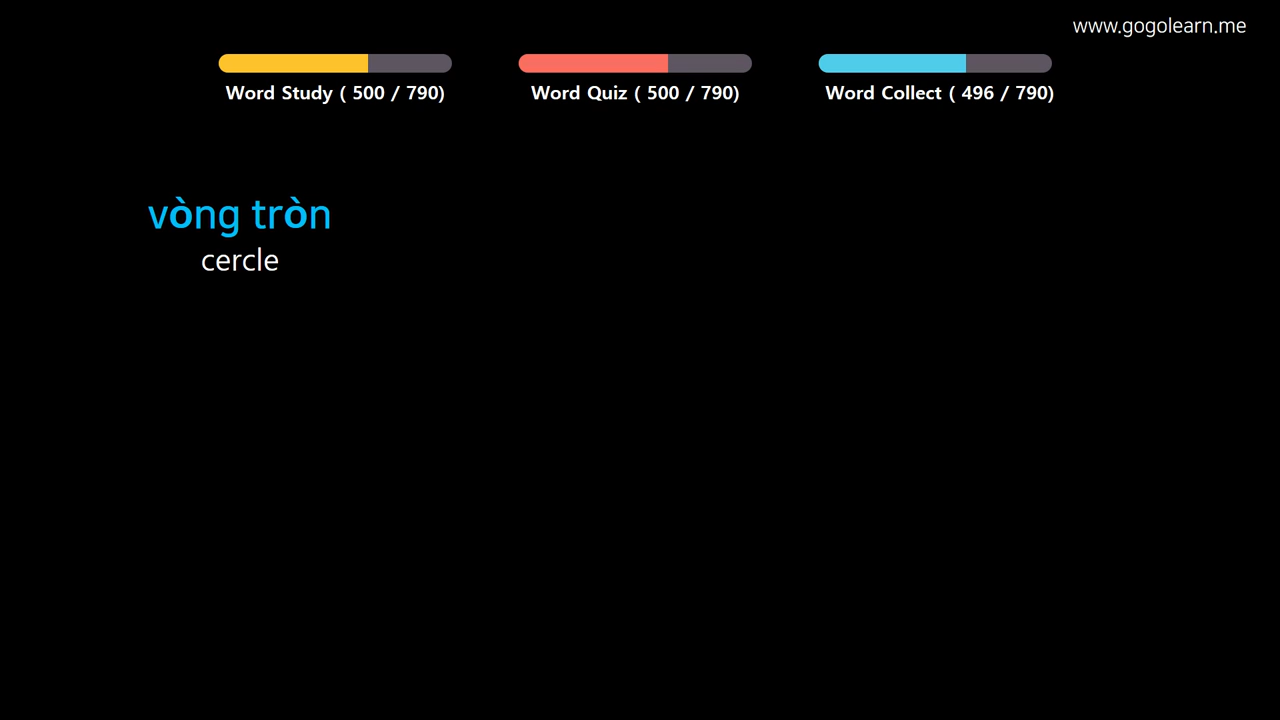 www.gogolearn.me
Word Study ( 500 / 790)
Word Quiz ( 500 / 790)
Word Collect ( 496 / 790)
vòng tròn
cercle